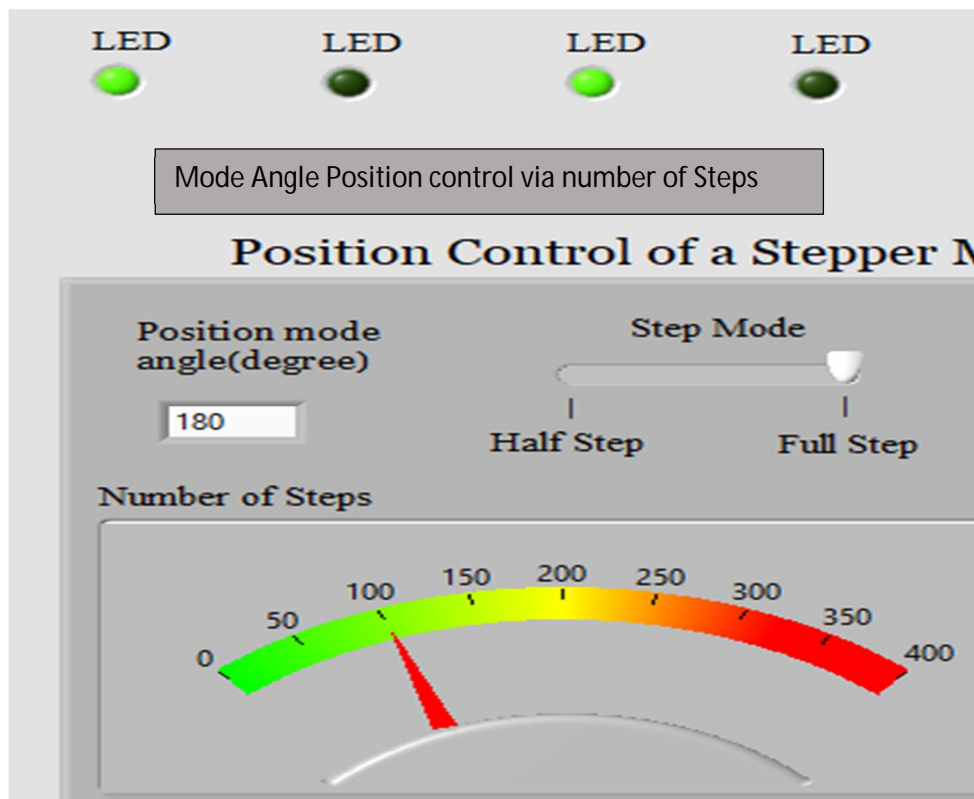 LED LED LED LED
Mode Angle Position control via number of Steps
Position Control of a Stepper
Position mode
angle(degree)
180
Step Mode
Half Step Full Step
Number of Steps
0 50 100 150 200 250 300 350 400